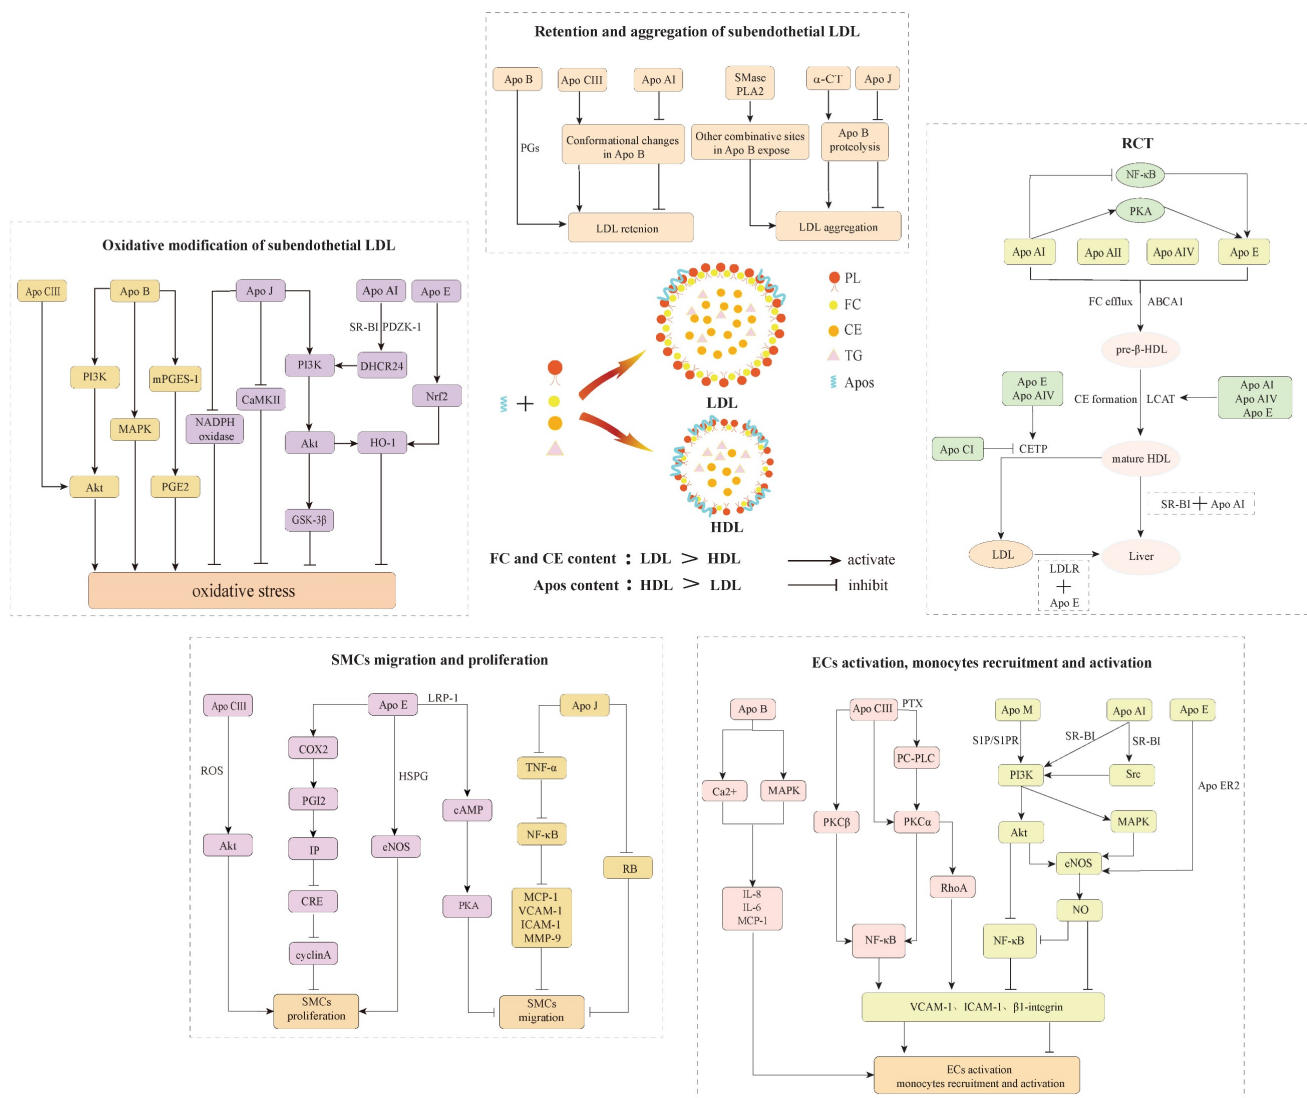 Retention and aggregation of subendothetial LDL
Apo B
Apo CIII
Apo AI
SMase
PLA2
α-CT
Apo J
PGs
Conformational changes
in Apo B
Other combinative sites
in Apo B expose
Apo B
proteolysis
LDL retenion
LDL aggregation
Oxidative modification of subendothetial LDL
Apo CIII
Apo B
Apo J
Apo AI
Apo E
SR-BI
PDZK-1
PI3K
mPGES-1
PI3K
DHCR24
CaMKII
Nrf2
MAPK
NADPH
oxidase
Akt
HO-1
Akt
PGE2
GSK-3β
oxidative stress
PL
FC
CE
TG
Apos
+
LDL
HDL
FC and CE content : LDL > HDL
Apos content : HDL > LDL
activate
inhibit
RCT
NF-κB
PKA
Apo AI
Apo AII
Apo AIV
Apo E
FC efflux
ABCA1
pre-β-HDL
Apo E
Apo AIV
CE formation
LCAT
Apo AI
Apo AIV
Apo E
Apo CI
CETP
mature HDL
SR-BI + Apo AI
LDL
Liver
LDLR
+
Apo E
SMCs migration and proliferation
Apo CIII
Apo E
LRP-1
Apo J
COX2
TNF-α
ROS
HSPG
PGI2
cAMP
Akt
IP
eNOS
NF-κB
RB
CRE
PKA
MCP-1
VCAM-1
ICAM-1
MMP-9
cyclinA
SMCs
proliferation
SMCs
migration
ECs activation, monocytes recruitment and activation
Apo B
Apo CIII
PTX
Apo M
Apo AI
Apo E
S1P/S1PR
SR-BI
SR-BI
PC-PLC
PI3K
Src
Apo ER2
Ca2+
MAPK
PKCβ
PKCα
Akt
MAPK
eNOS
RhoA
IL-8
IL-6
MCP-1
NO
NF-κB
NF-κB
VCAM-1、ICAM-1、β1-integrin
ECs activation
monocytes recruitment and activation